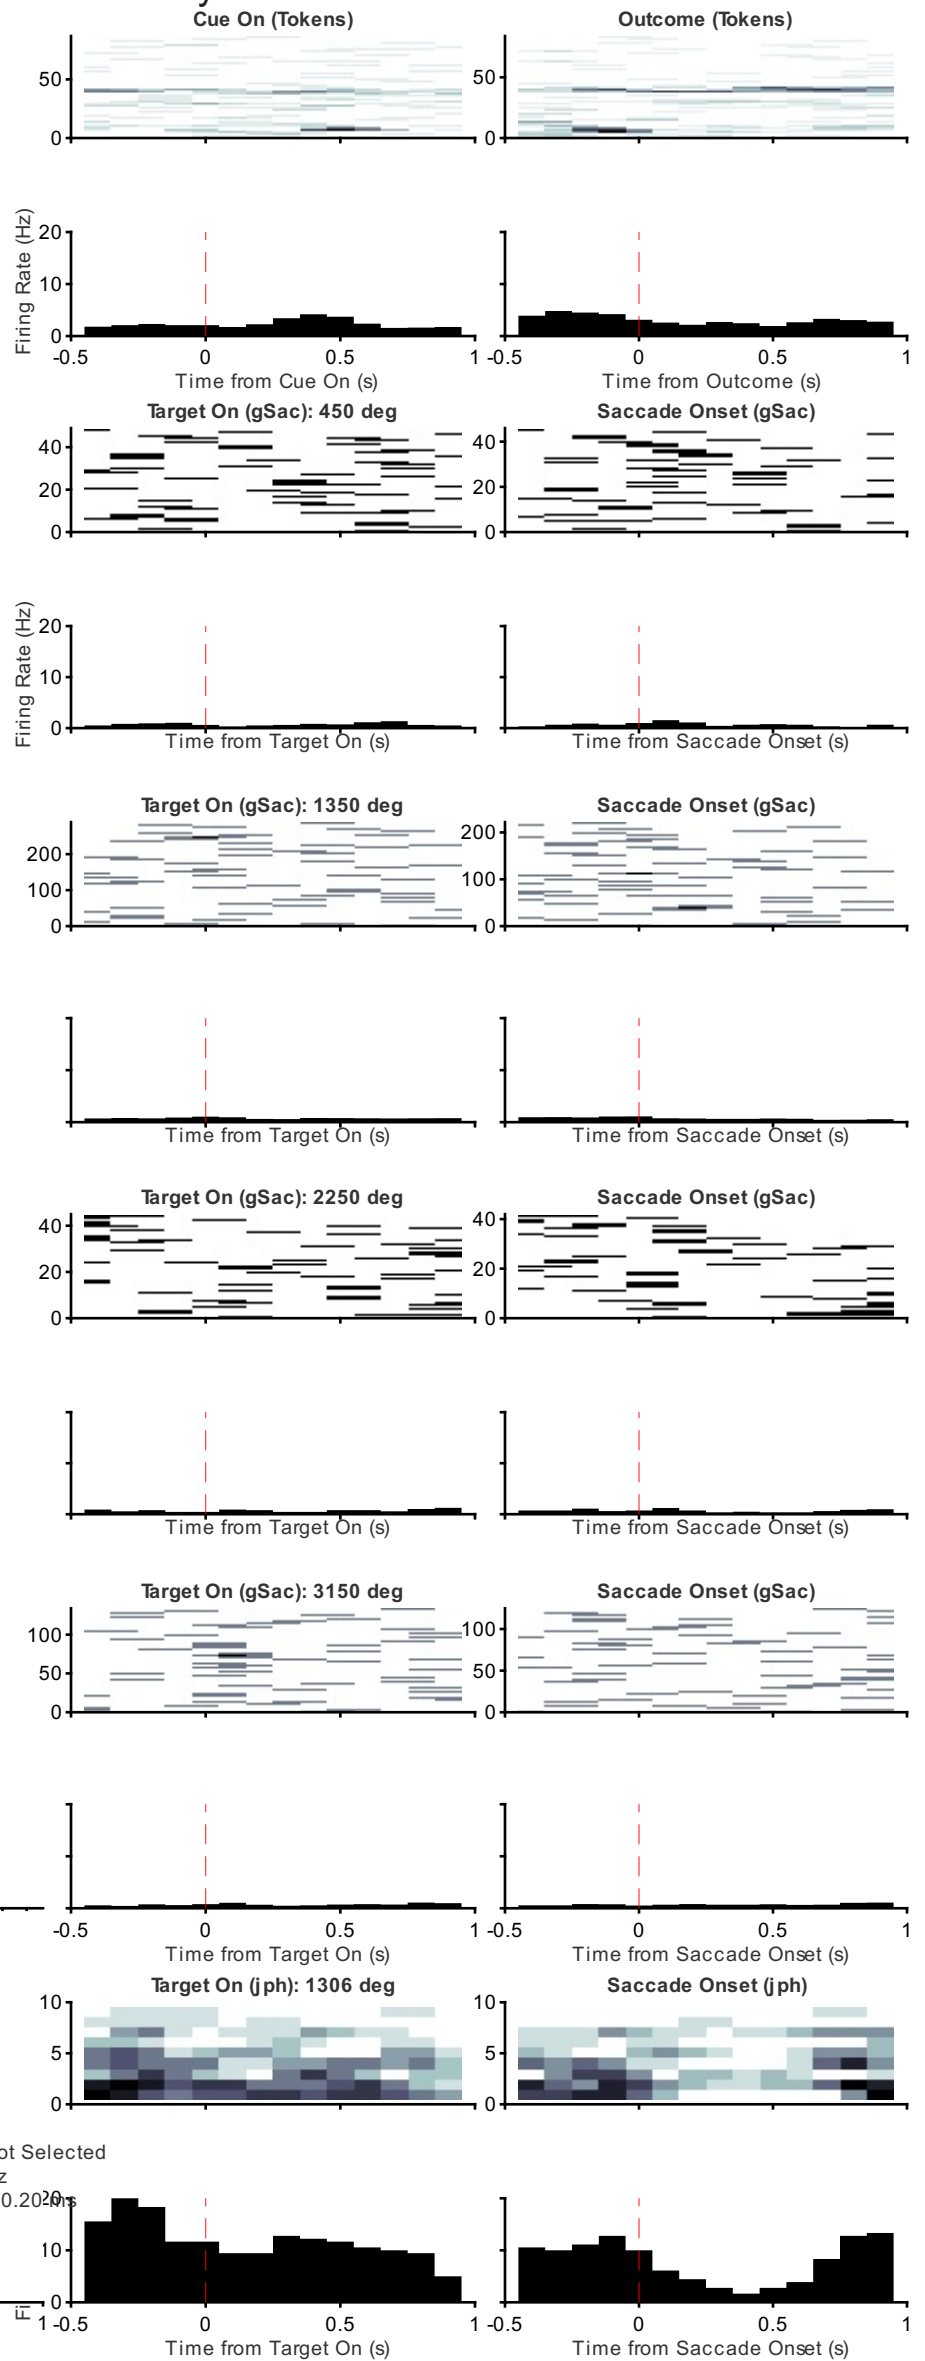 Cue On (Tokens)
Outcome (Tokens)
50
0
50
0
Firing Rate (Hz)
20
10
0
-0.5 0 0.5 1
-0.5 0 0.5 1
Time from Cue On (s)
Time from Outcome (s)
Target On (gSac): 450 deg
Saccade Onset (gSac)
40
20
0
40
20
0
Firing Rate (Hz)
20
10
0
Time from Target On (s)
Time from Saccade Onset (s)
Target On (gSac): 1350 deg
Saccade Onset (gSac)
200
100
0
200
100
0
Time from Target On (s)
Time from Saccade Onset (s)
Target On (gSac): 2250 deg
Saccade Onset (gSac)
40
20
0
40
20
0
Time from Target On (s)
Time from Saccade Onset (s)
Target On (gSac): 3150 deg
Saccade Onset (gSac)
100
50
0
100
50
0
-0.5 0 0.5 1
-0.5 0 0.5 1
Time from Target On (s)
Time from Saccade Onset (s)
Target On (jph): 1306 deg
Saccade Onset (jph)
10
5
0
10
5
0
ot Selected
z
0.20 ms
20
10
0
Fi
1
-0.5 0 0.5 1
-0.5 0 0.5 1
Time from Target On (s)
Time from Saccade Onset (s)